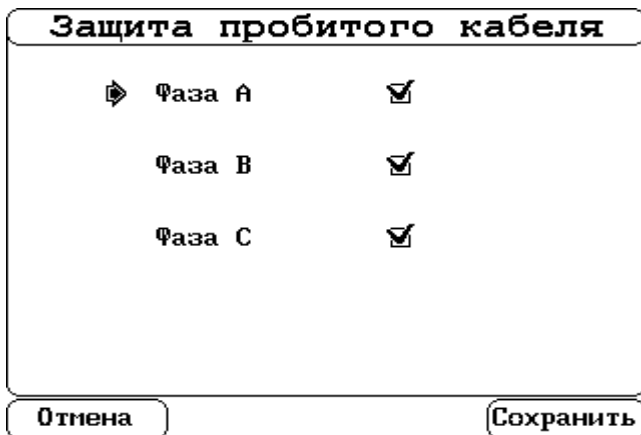 Защита пробитого кабеля
Фаза A
Фаза B
Фаза C
Отмена
Сохранить